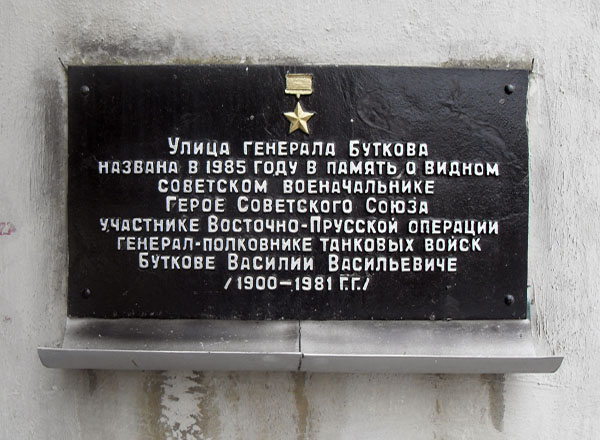 Улица генерала Буткова
названа в 1985 году в память о видном
советском военачальнике
Герое Советского Союза
участнике Восточно-Прусской операции
генерал-полковнике танковых войск
Буткове Василии Васильевиче
/1900–1981 г.г./